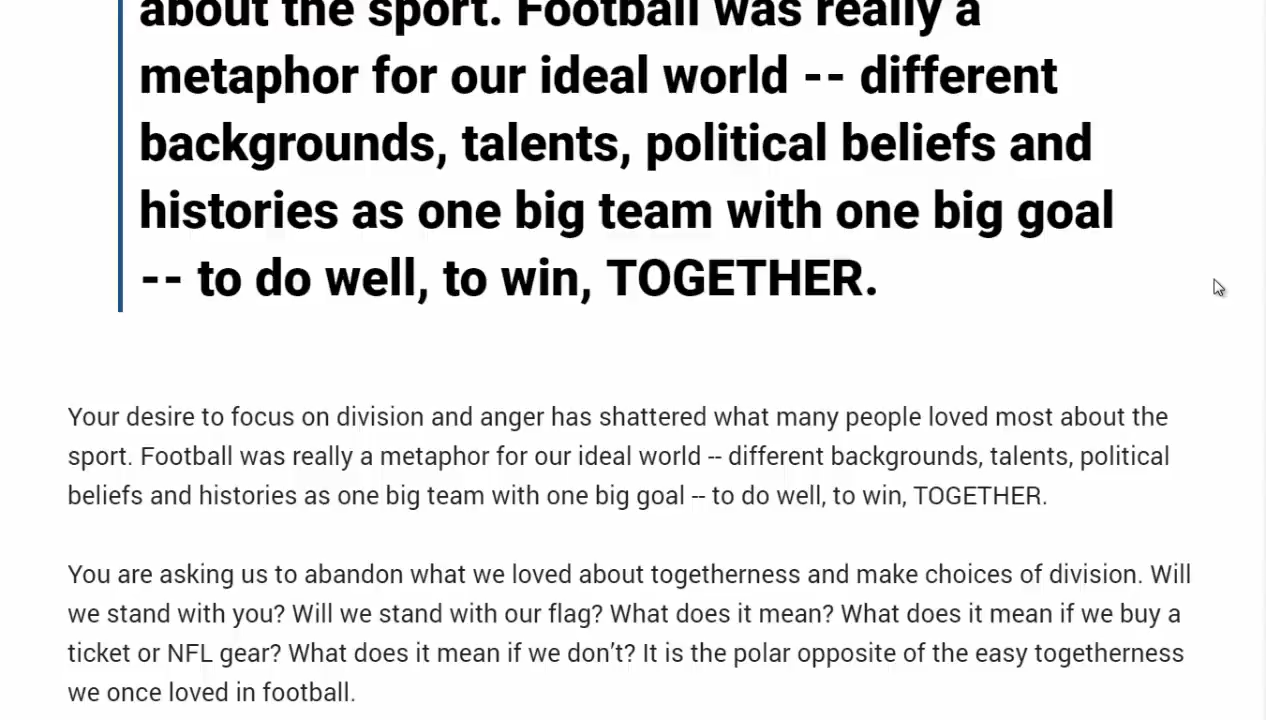 about the sport. Football was really a
metaphor for our ideal world -- different
backgrounds, talents, political beliefs and
histories as one big team with one big goal
-- to do well, to win, TOGETHER.
Your desire to focus on division and anger has shattered what many people loved most about the
sport. Football was really a metaphor for our ideal world -- different backgrounds, talents, political
beliefs and histories as one big team with one big goal -- to do well, to win, TOGETHER.
You are asking us to abandon what we loved about togetherness and make choices of division. Will
we stand with you? Will we stand with our flag? What does it mean? What does it mean if we buy a
ticket or NFL gear? What does it mean if we don’t? It is the polar opposite of the easy togetherness
we once loved in football.